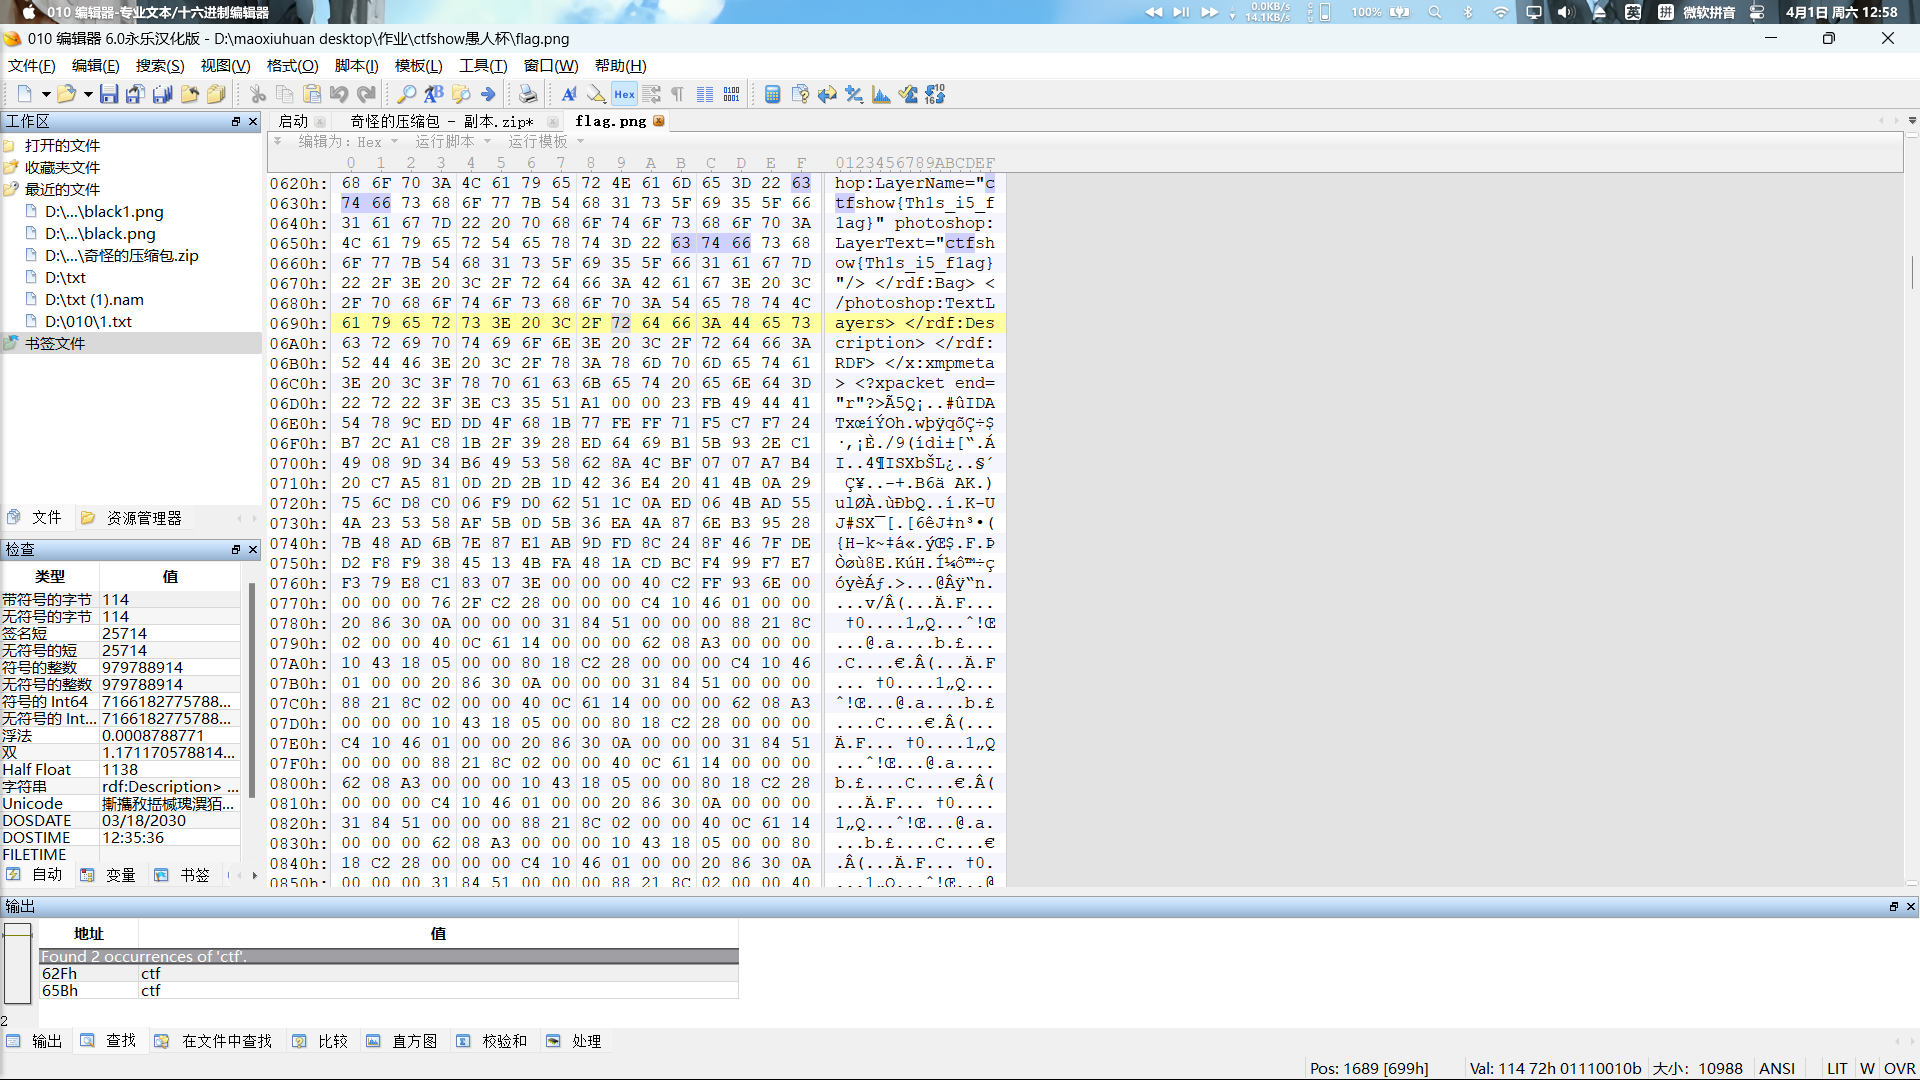 010 编辑器-专业文本/十六进制编辑器
0.0KB/s
14.1KB/s
100%
英
拼
微软拼音
4月1日 周六 12:58
010 编辑器 6.0永乐汉化版 - D:\maoxiuhuan desktop\作业\ctfshow愚人杯\flag.png
文件(F) 编辑(E) 搜索(S) 视图(V) 格式(O) 脚本(I) 模板(L) 工具(T) 窗口(W) 帮助(H)
工作区
打开的文件
收藏夹文件
最近的文件
D:\...\black1.png
D:\...\black.png
D:\...\奇怪的压缩包.zip
D:\txt
D:\txt (1).nam
D:\010\1.txt
书签文件
文件 资源管理器
检查
类型 值
带符号的字节 114
无符号的字节 114
签名短 25714
无符号的短 25714
符号的整数 979788914
无符号的整数 979788914
符号的 Int64 7166182775788...
无符号的 Int... 7166182775788...
浮法 0.0008788771
双 1.171170578814...
Half Float 1138
字符串 rdf:Description> ...
DOSDATE 03/18/2030
DOSTIME 12:35:36
FILETIME
自动 变量 书签
启动 奇怪的压缩包 - 副本.zip* flag.png
编辑为: Hex 运行脚本 运行模板
0 1 2 3 4 5 6 7 8 9 A B C D E F 0123456789ABCDEF
0620h: 68 6F 70 3A 4C 61 79 65 72 4E 61 6D 65 3D 22 63 hop:LayerName="c
0630h: 74 66 73 68 6F 77 7B 54 68 31 73 5F 69 35 5F 66 tfshow{Th1s_i5_f
0640h: 31 61 67 7D 22 20 70 68 6F 74 6F 73 68 6F 70 3A 1ag}" photoshop:
0650h: 4C 61 79 65 72 54 65 78 74 3D 22 63 74 66 73 68 LayerText="ctfsh
0660h: 6F 77 7B 54 68 31 73 5F 69 35 5F 66 31 61 67 7D ow{Th1s_i5_f1ag}
0670h: 22 2F 3E 20 3C 2F 72 64 66 3A 42 61 67 3E 20 3C "/> </rdf:Bag> <
0680h: 2F 70 68 6F 74 6F 73 68 6F 70 3A 54 65 78 74 4C /photoshop:TextL
0690h: 61 79 65 72 73 3E 20 3C 2F 72 64 66 3A 44 65 73 ayers> </rdf:Des
06A0h: 63 72 69 70 74 69 6F 6E 3E 20 3C 2F 72 64 66 3A cription> </rdf:
06B0h: 52 44 46 3E 20 3C 2F 78 3A 78 6D 70 6D 65 74 61 RDF> </x:xmpmeta
06C0h: 3E 20 3C 3F 78 70 61 63 6B 65 74 20 65 6E 64 3D > <?xpacket end=
06D0h: 22 72 22 3F 3E C3 35 51 A1 00 00 23 FB 49 44 41 "r"?>Ã5Q¡..#ûIDA
06E0h: 54 78 9C ED DD 4F 68 1B 77 FE FF 71 F5 C7 F7 24 TxœíÝOh.wþÿqõÇ÷$
06F0h: B7 2C A1 C8 1B 2F 39 28 ED 64 69 B1 5B 93 2E C1 ·,¡È./9(ídi±[“.Á
0700h: 49 08 9D 34 B6 49 53 58 62 8A 4C BF 07 07 A7 B4 I..4¶ISXbŠL¿..§´
0710h: 20 C7 A5 81 0D 2D 2B 1D 42 36 E4 20 41 4B 0A 29 Ç¥..-+.B6ä AK.)
0720h: 75 6C D8 C0 06 F9 D0 62 51 1C 0A ED 06 4B AD 55 ulØÀ.ùÐbQ..í.K-U
0730h: 4A 23 53 58 AF 5B 0D 5B 36 EA 4A 87 6E B3 95 28 J#SX¯[.[6êJ‡n³•(
0740h: 7B 48 AD 6B 7E 87 E1 AB 9D FD 8C 24 8F 46 7F DE {H-k~‡á«.ýŒ$.F.Þ
0750h: D2 F8 F9 38 45 13 4B FA 48 1A CD BC F4 99 F7 E7 Òøù8E.KúH.Í¼ô™÷ç
0760h: F3 79 E8 C1 83 07 3E 00 00 00 40 C2 FF 93 6E 00 óyèÁƒ.>...@Âÿ“n.
0770h: 00 00 00 76 2F C2 28 00 00 00 C4 10 46 01 00 00 ...v/Â(...Ä.F...
0780h: 20 86 30 0A 00 00 00 31 84 51 00 00 00 88 21 8C †0....1„Q...ˆ!Œ
0790h: 02 00 00 40 0C 61 14 00 00 00 62 08 A3 00 00 00 ...@.a....b.£...
07A0h: 10 43 18 05 00 00 80 18 C2 28 00 00 00 C4 10 46 .C....€.Â(...Ä.F
07B0h: 01 00 00 20 86 30 0A 00 00 00 31 84 51 00 00 00 ... †0....1„Q...
07C0h: 88 21 8C 02 00 00 40 0C 61 14 00 00 00 62 08 A3 ˆ!Œ...@.a....b.£
07D0h: 00 00 00 10 43 18 05 00 00 80 18 C2 28 00 00 00 ....C....€.Â(...
07E0h: C4 10 46 01 00 00 20 86 30 0A 00 00 00 31 84 51 Ä.F... †0....1„Q
07F0h: 00 00 00 88 21 8C 02 00 00 40 0C 61 14 00 00 00 ...ˆ!Œ...@.a....
0800h: 62 08 A3 00 00 00 10 43 18 05 00 00 80 18 C2 28 b.£....C....€.Â(
0810h: 00 00 00 C4 10 46 01 00 00 20 86 30 0A 00 00 00 ...Ä.F... †0....
0820h: 31 84 51 00 00 00 88 21 8C 02 00 00 40 0C 61 14 1„Q...ˆ!Œ...@.a.
0830h: 00 00 00 62 08 A3 00 00 00 10 43 18 05 00 00 80 ...b.£....C....€
0840h: 18 C2 28 00 00 00 C4 10 46 01 00 00 20 86 30 0A .Â(...Ä.F... †0.
0850h: 00 00 00 31 84 51 00 00 00 88 21 8C 02 00 00 40 ...1„Q...ˆ!Œ...@
输出
地址 值
Found 2 occurrences of 'ctf'.
62Fh ctf
65Bh ctf
2
输出 查找 在文件中查找 比较 直方图 校验和 处理
Pos: 1689 [699h] Val: 114 72h 01110010b 大小: 10988 ANSI LIT W OVR